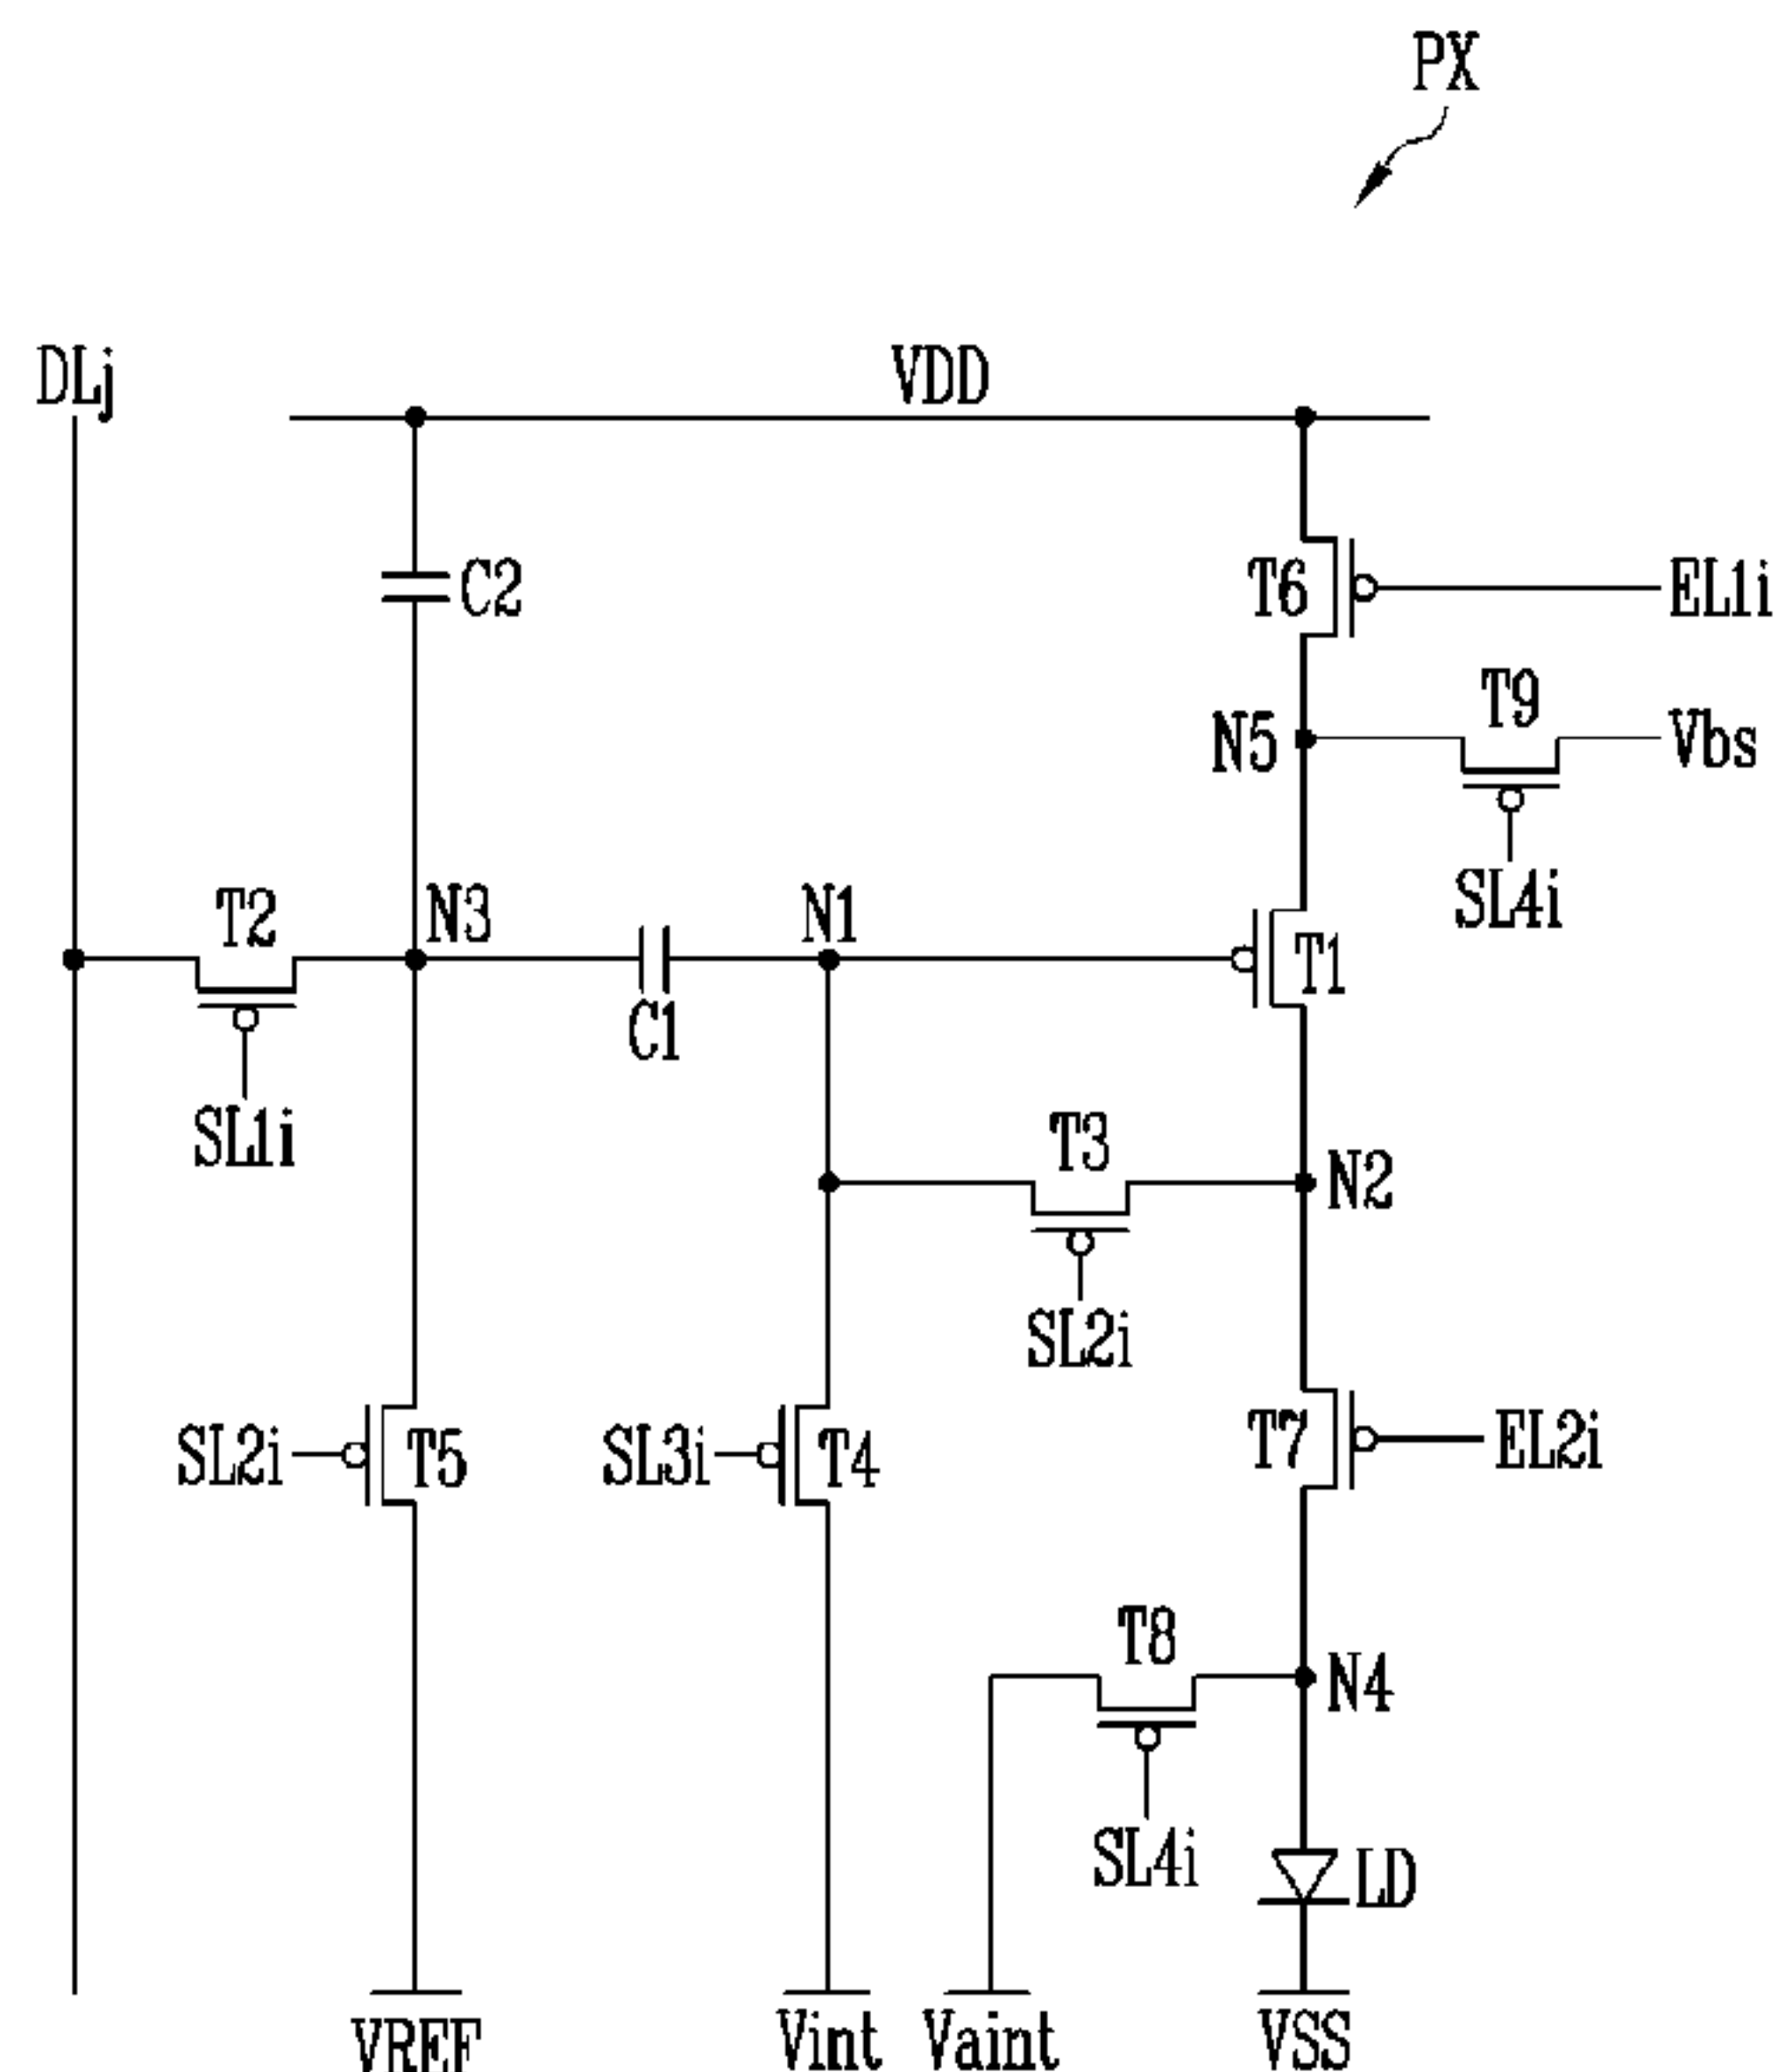 PX
DLj
VDD
C2
T6
EL1i
T9
N5
Vbs
SL4i
T2
N3
N1
T1
C1
SL1i
T3
N2
SL2i
T7
EL2i
SL2i
T5
SL3i
T4
T8
N4
SL4i
LD
VREF
Vint
Vaint
VSS